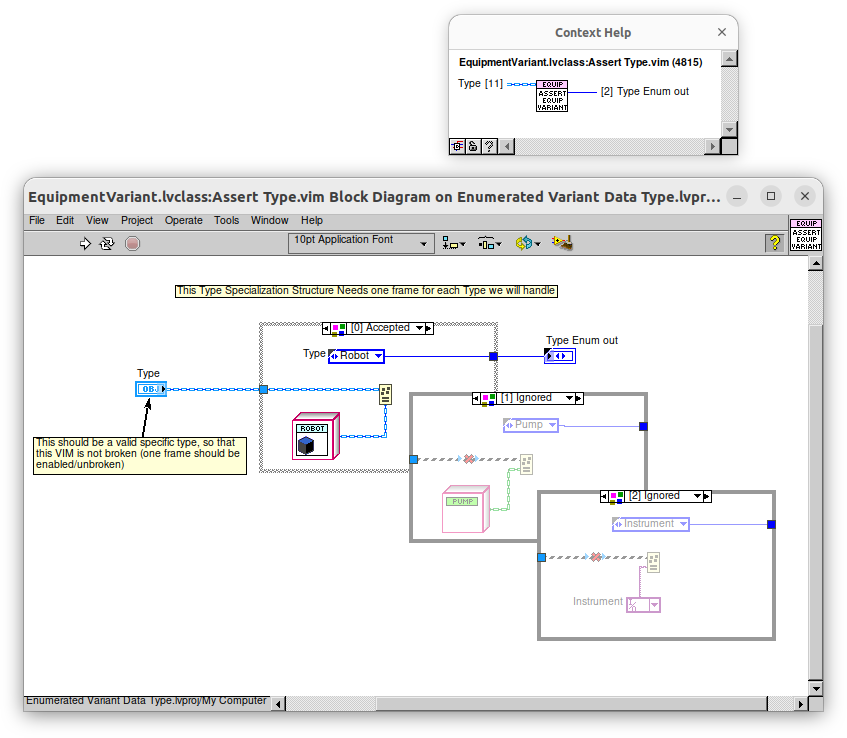 Context Help
EquipmentVariant.lvclass:Assert Type.vim (4815)
Type [11]
EQUIP
ASSERT
EQUIP
VARIANT
[2] Type Enum out
EquipmentVariant.lvclass:Assert Type.vim Block Diagram on Enumerated Variant Data Type.lvpr...
File Edit View Project Operate Tools Window Help
10pt Application Font
EQUIP
ASSERT
EQUIP
VARIANT
This Type Specialization Structure Needs one frame for each Type we will handle
[0] Accepted
Type
Robot
Type Enum out
Type
OBJ
ROBOT
This should be a valid specific type, so that
this VIM is not broken (one frame should be
enabled/unbroken)
[1] Ignored
Pump
PUMP
[2] Ignored
Instrument
Instrument
I/O
Enumerated Variant Data Type.lvproj/My Computer